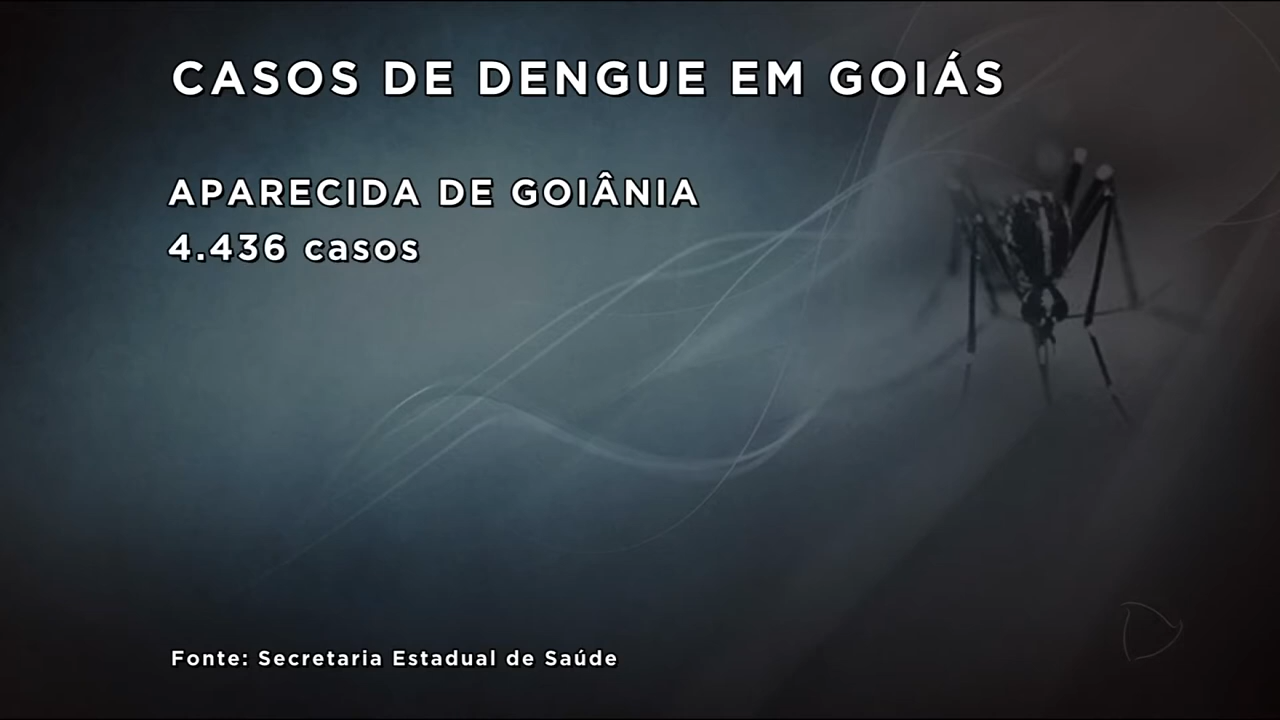 CASOS DE DENGUE EM GOIÁS
APARECIDA DE GOIÂNIA
4.436 casos
Fonte: Secretaria Estadual de Saúde